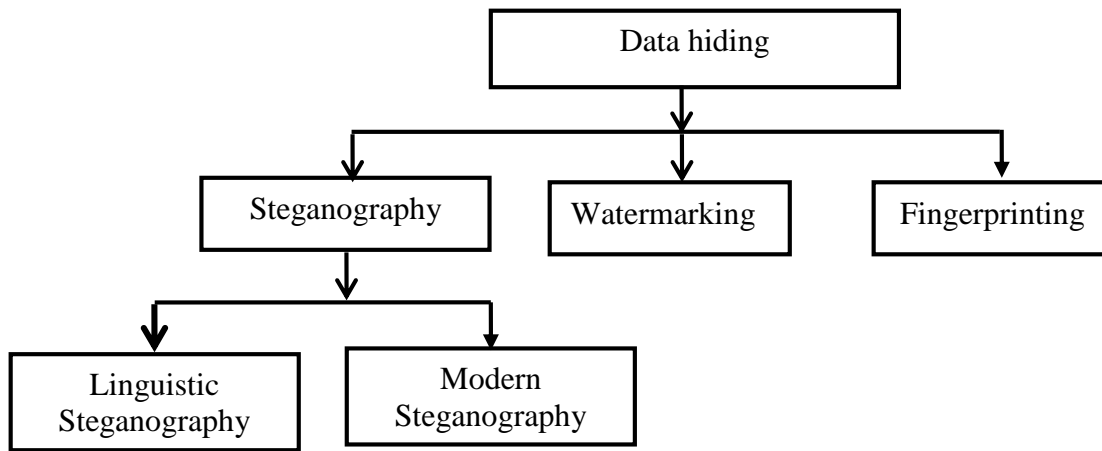 Data hiding
Steganography
Watermarking
Fingerprinting
Linguistic
Steganography
Modern
Steganography